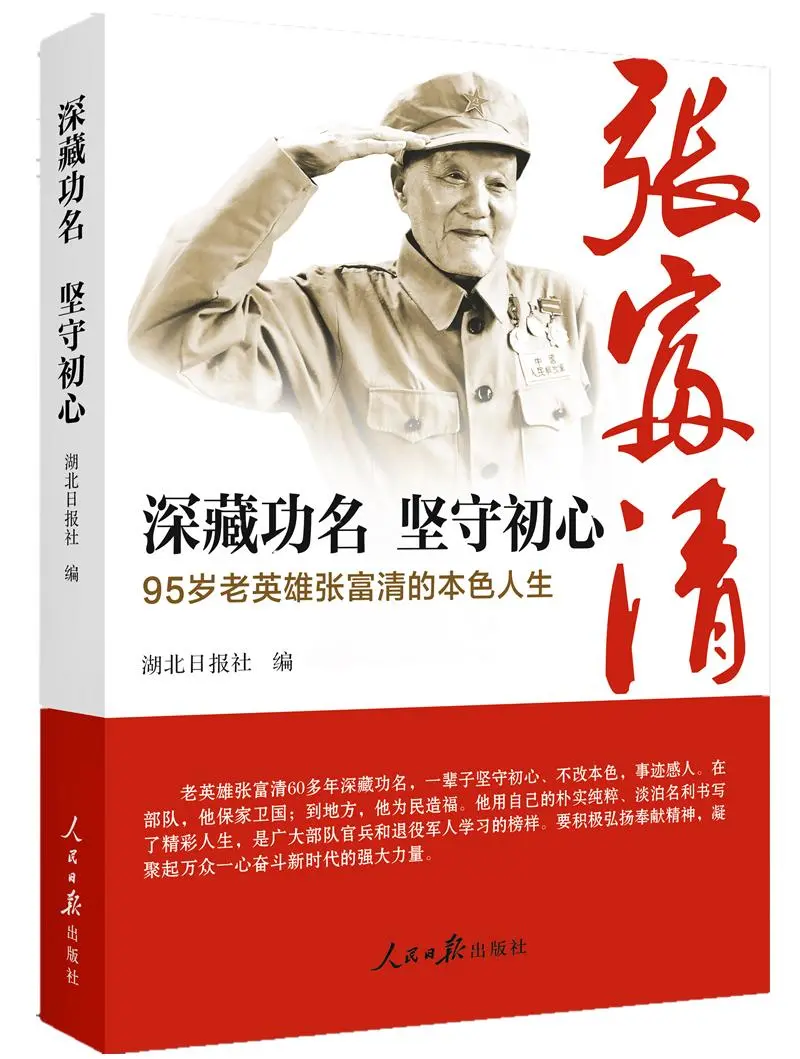 深藏功名 坚守初心
湖北日报社 编
人民日报出版社
张富清
中国
人民解放军
深藏功名 坚守初心
95岁老英雄张富清的本色人生
湖北日报社 编
老英雄张富清60多年深藏功名，一辈子坚守初心、不改本色，事迹感人。在
部队，他保家卫国；到地方，他为民造福。他用自己的朴实纯粹、淡泊名利书写
了精彩人生，是广大部队官兵和退役军人学习的榜样。要积极弘扬奉献精神，凝
聚起万众一心奋斗新时代的强大力量。
人民日报出版社